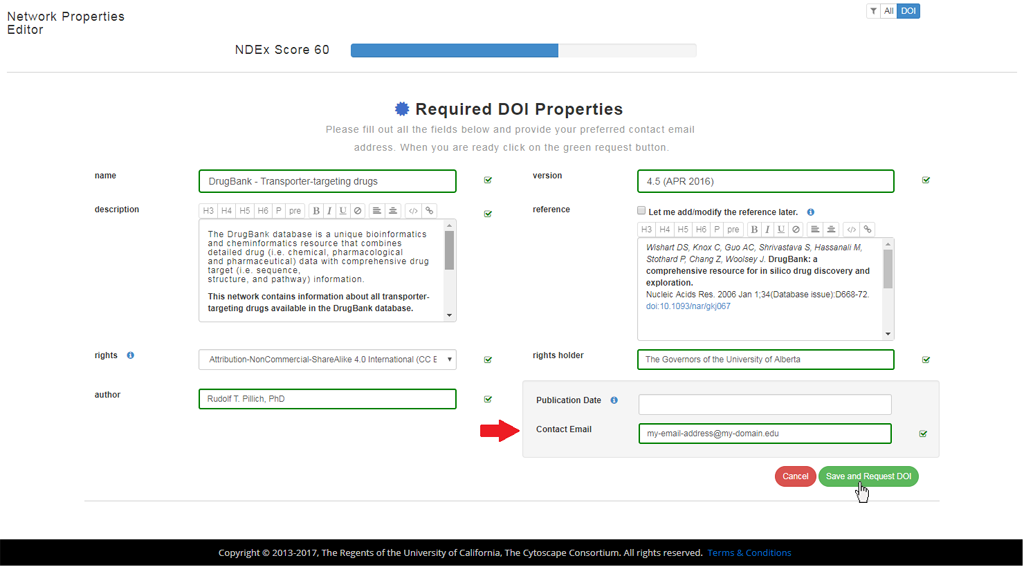 Network Properties
Editor
All DOI
NDEx Score 60
Required DOI Properties
Please fill out all the fields below and provide your preferred contact email
address. When you are ready click on the green request button.
name
DrugBank - Transporter-targeting drugs
version
4.5 (APR 2016)
description
H3 H4 H5 H6 P pre B I U
The DrugBank database is a unique bioinformatics
and cheminformatics resource that combines
detailed drug (i.e. chemical, pharmacological
and pharmaceutical) data with comprehensive drug
target (i.e. sequence,
structure, and pathway) information.
This network contains information about all transporter-
targeting drugs available in the DrugBank database.
reference
Let me add/modify the reference later.
H3 H4 H5 H6 P pre B I U
Wishart DS, Knox C, Guo AC, Shrivastava S, Hassanali M,
Stothard P, Chang Z, Woolsey J. DrugBank: a
comprehensive resource for in silico drug discovery and
exploration.
Nucleic Acids Res. 2006 Jan 1;34(Database issue):D668-72.
doi:10.1093/nar/gkj067
rights
Attribution-NonCommercial-ShareAlike 4.0 International (CC E
rights holder
The Governors of the University of Alberta
author
Rudolf T. Pillich, PhD
Publication Date
Contact Email
my-email-address@my-domain.edu
Cancel
Save and Request DOI
Copyright © 2013-2017, The Regents of the University of California, The Cytoscape Consortium. All rights reserved. Terms & Conditions